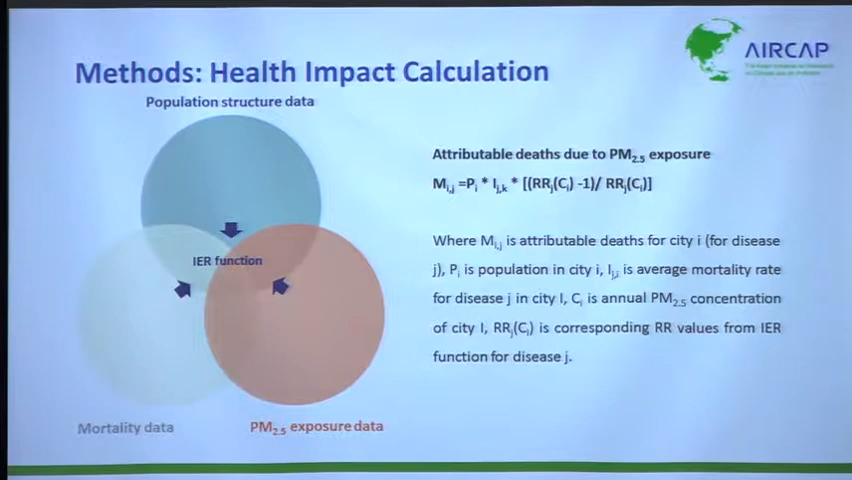 AIRCAP
Methods: Health Impact Calculation
Population structure data
IER function
Mortality data
PM2.5 exposure data
Attributable deaths due to PM2.5 exposure
Mi,j =Pi * Ij,k * [(RRj(Ci) -1)/ RRj(Ci)]
Where Mi,j is attributable deaths for city i (for disease
j), Pi is population in city i, Ij,i is average mortality rate
for disease j in city I, Ci is annual PM2.5 concentration
of city I, RRj(Ci) is corresponding RR values from IER
function for disease j.